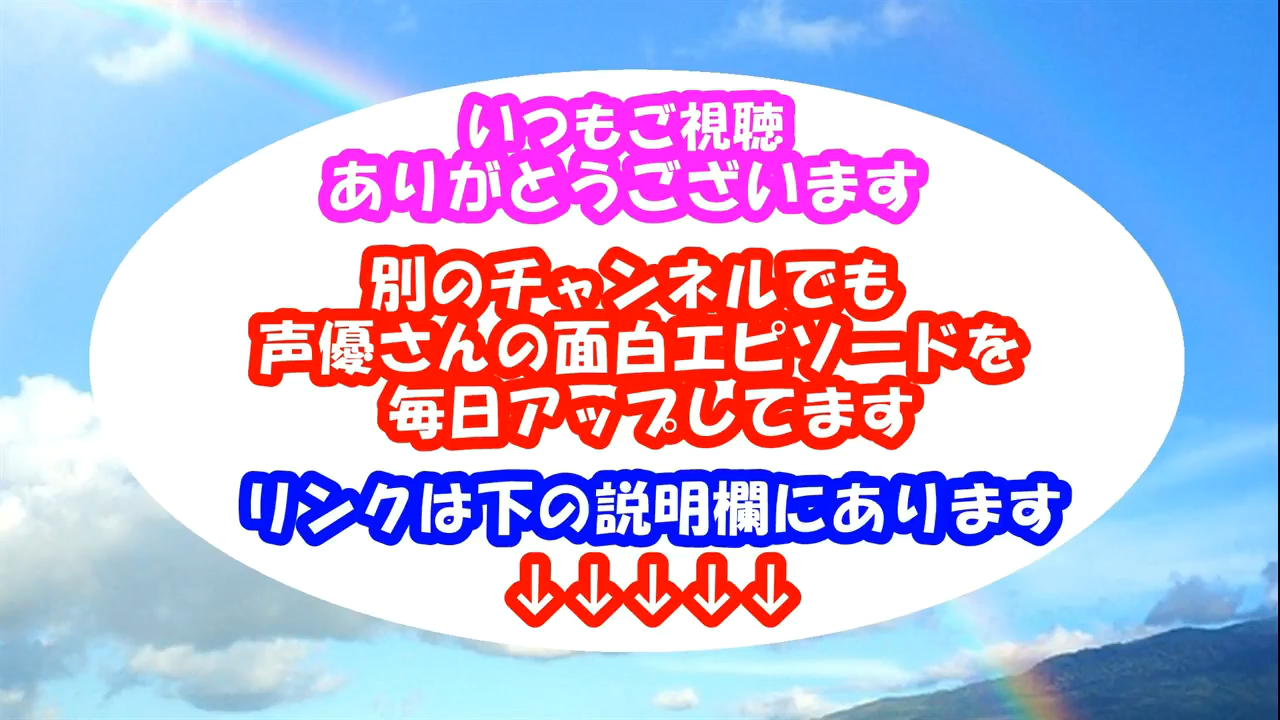 いつもご視聴
ありがとうございます
別のチャンネルでも
声優さんの面白エピソードを
毎日アップしてます
リンクは下の説明欄にあります
↓↓↓↓↓